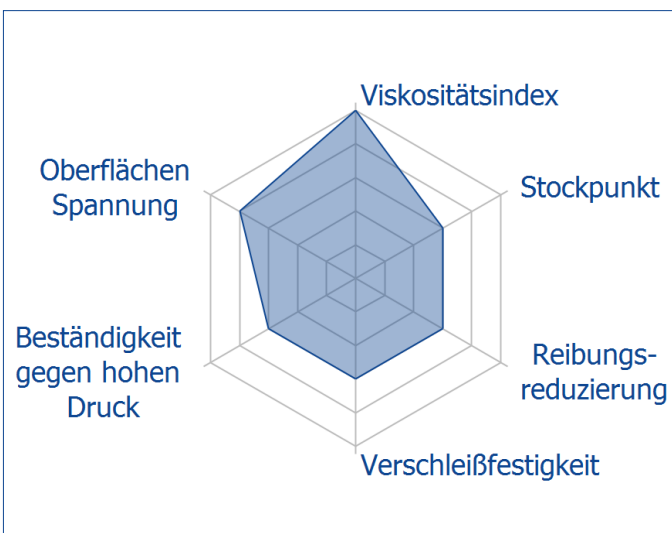 Viskositätsindex
Oberflächen
Spannung
Stockpunkt
Beständigkeit
gegen hohen
Druck
Reibungs-
reduzierung
Verschleißfestigkeit